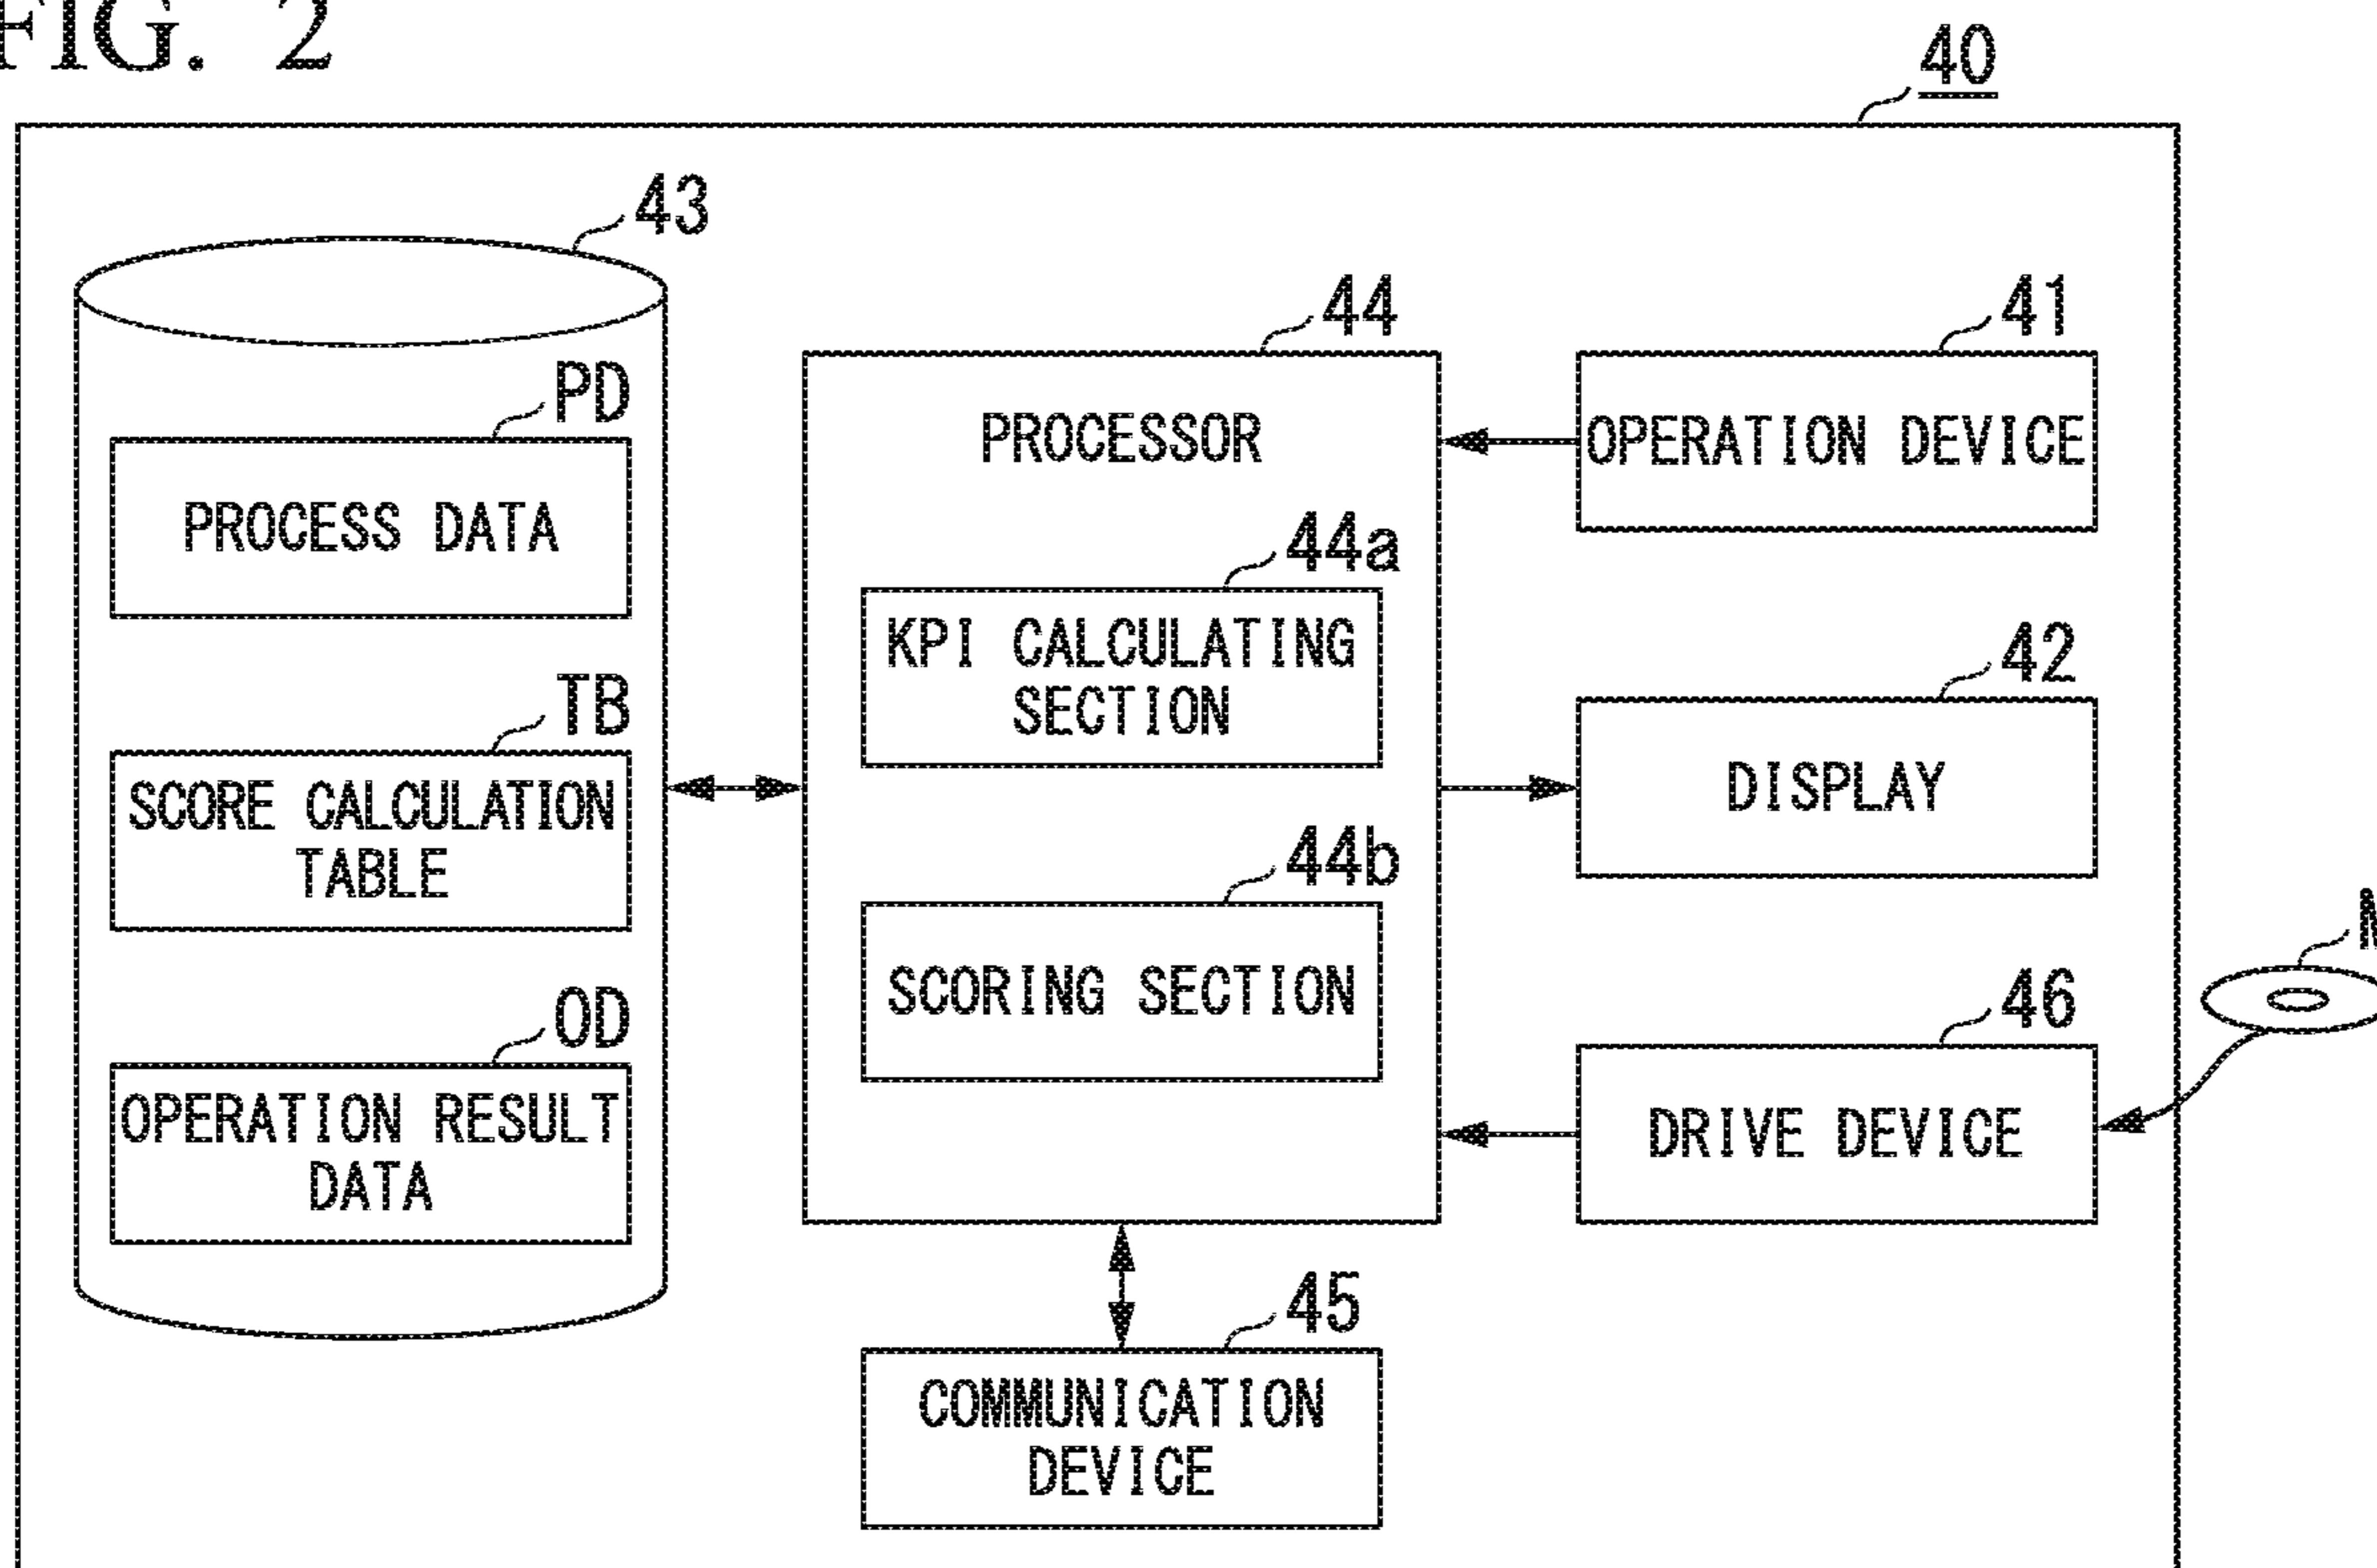 FIG. 2
40
43
PD
PROCESS DATA
TB
SCORE CALCULATION
TABLE
OD
OPERATION RESULT
DATA
44
PROCESSOR
44a
KPI CALCULATING
SECTION
44b
SCORING SECTION
45
COMMUNICATION
DEVICE
41
OPERATION DEVICE
42
DISPLAY
46
DRIVE DEVICE